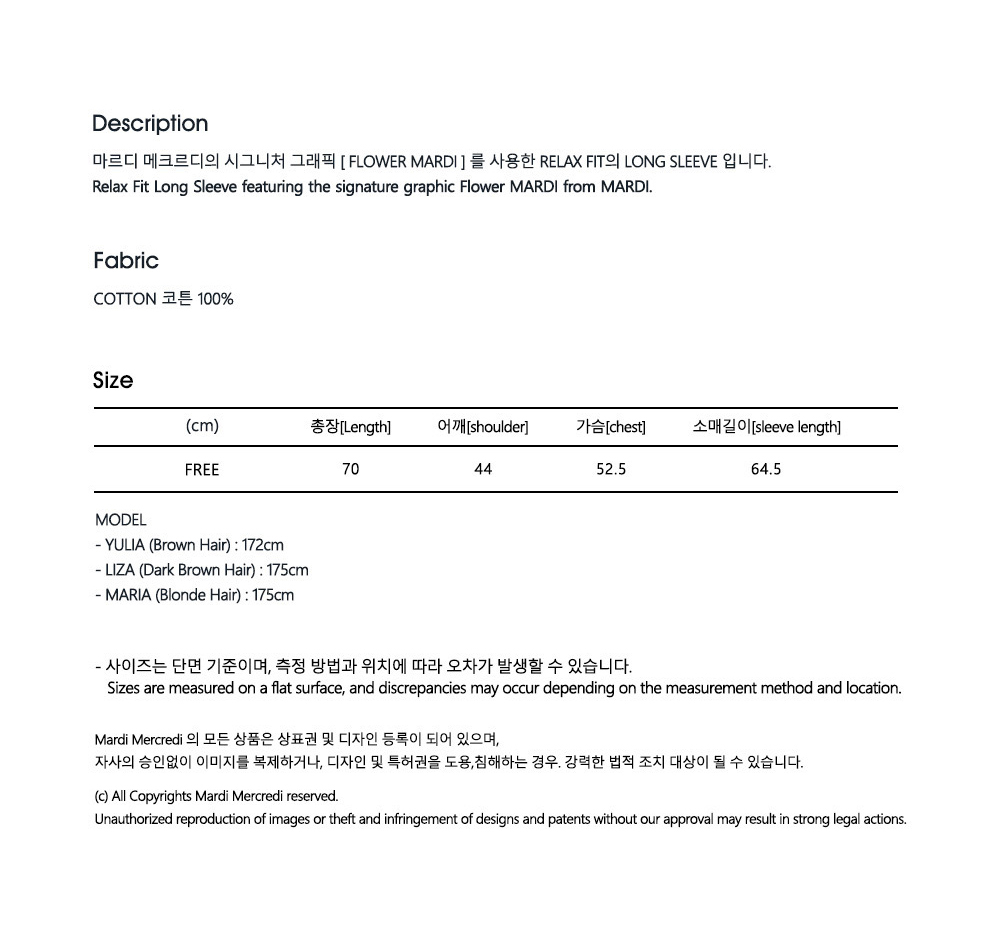 Description
마르디 메크르디의 시그니처 그래픽 [ FLOWER MARDI ] 를 사용한 RELAX FIT의 LONG SLEEVE 입니다.
Relax Fit Long Sleeve featuring the signature graphic Flower MARDI from MARDI.
Fabric
COTTON 코튼 100%
Size
(cm) 총장[Length] 어깨[shoulder] 가슴[chest] 소매길이[sleeve length]
FREE 70 44 52.5 64.5
MODEL
- YULIA (Brown Hair) : 172cm
- LIZA (Dark Brown Hair) : 175cm
- MARIA (Blonde Hair) : 175cm
- 사이즈는 단면 기준이며, 측정 방법과 위치에 따라 오차가 발생할 수 있습니다.
Sizes are measured on a flat surface, and discrepancies may occur depending on the measurement method and location.
Mardi Mercredi 의 모든 상품은 상표권 및 디자인 등록이 되어 있으며,
자사의 승인없이 이미지를 복제하거나, 디자인 및 특허권을 도용,침해하는 경우. 강력한 법적 조치 대상이 될 수 있습니다.
(c) All Copyrights Mardi Mercredi reserved.
Unauthorized reproduction of images or theft and infringement of designs and patents without our approval may result in strong legal actions.